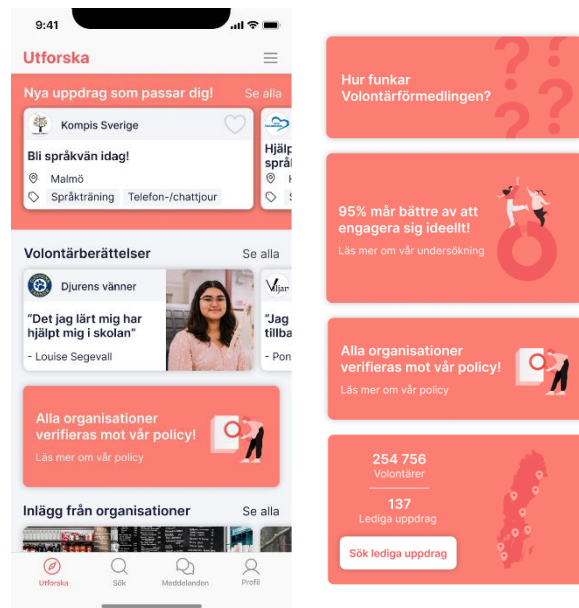 9:41
Utforska
Nya uppdrag som passar dig!
Se alla
Kompis Sverige
Bli språkvän idag!
Malmö
Språkträning
Telefon-/chattjour
Hjälp
språk
Volontärberättelser
Se alla
Djurens vänner
"Det jag lärt mig har
hjälpt mig i skolan"
- Louise Segevall
Viljan
"Jag
tillba
- Pon
Alla organisationer
verifieras mot vår policy!
Läs mer om vår policy
Inlägg från organisationer
Se alla
Utforska
Sök
Meddelanden
Profil
Hur funkar
Volontärförmedlingen?
????
95% mår bättre av att
engagera sig ideellt!
Läs mer om vår undersökning
Alla organisationer
verifieras mot vår policy!
Läs mer om vår policy
254 756
Volontärer
137
Lediga uppdrag
Sök lediga uppdrag